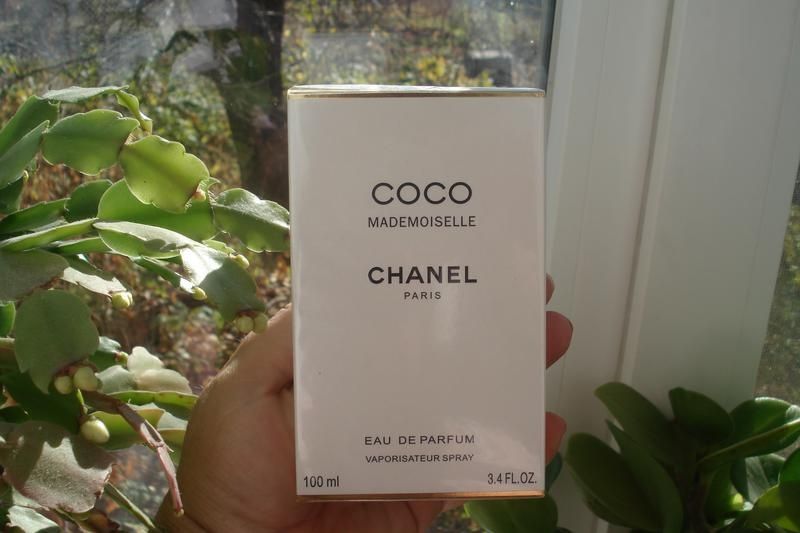 COCO
MADEMOISELLE
CHANEL
PARIS
EAU DE PARFUM
VAPORISATEUR SPRAY
100 ml 3.4 FL.OZ.